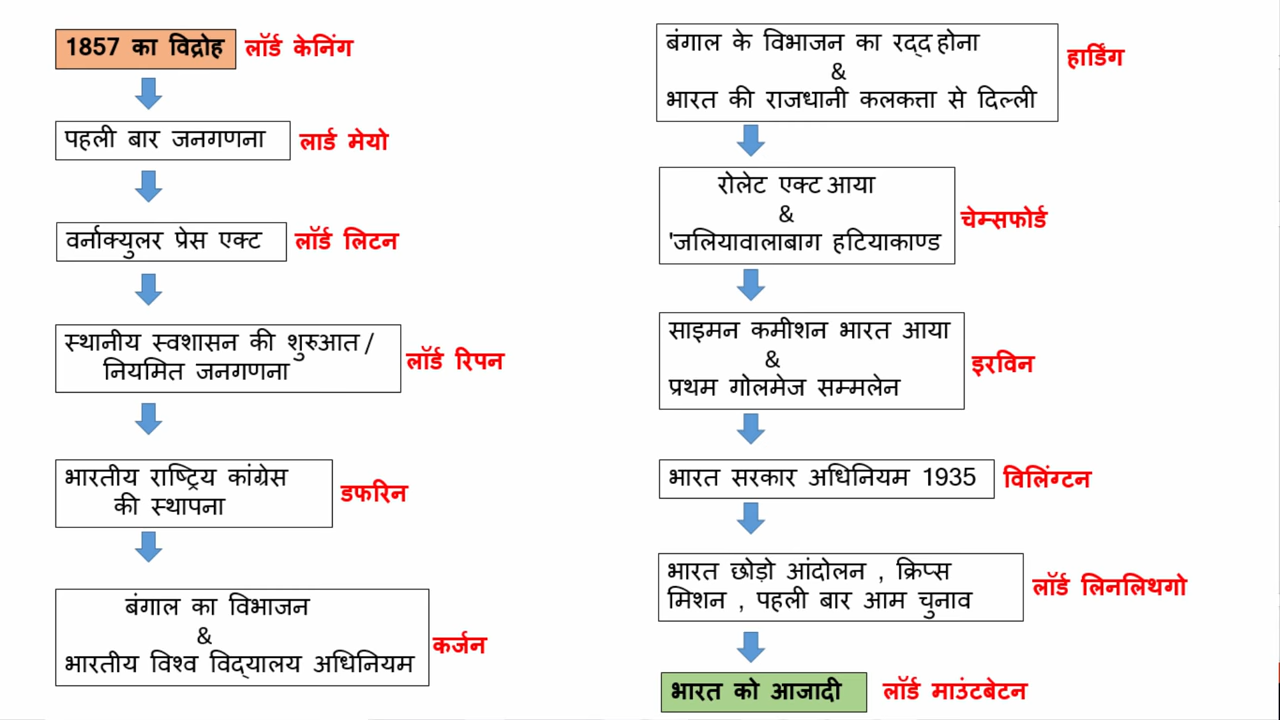 1857 का विद्रोह लॉर्ड केनिंग
पहली बार जनगणना लार्ड मेयो
वर्नाक्युलर प्रेस एक्ट लॉर्ड लिटन
स्थानीय स्वशासन की शुरुआत /
नियमित जनगणना
लॉर्ड रिपन
भारतीय राष्ट्रिय कांग्रेस
की स्थापना
डफरिन
बंगाल का विभाजन
&
भारतीय विश्व विद्यालय अधिनियम
कर्जन
बंगाल के विभाजन का रद्द होना
&
भारत की राजधानी कलकत्ता से दिल्ली
हार्डिंग
रोलेट एक्ट आया
&
'जलियावालाबाग हटियाकाण्ड
चेम्सफोर्ड
साइमन कमीशन भारत आया
&
प्रथम गोलमेज सम्मलेन
इरविन
भारत सरकार अधिनियम 1935 विलिंग्टन
भारत छोड़ो आंदोलन , क्रिप्स
मिशन , पहली बार आम चुनाव
लॉर्ड लिनलिथगो
भारत को आजादी लॉर्ड माउंटबेटन